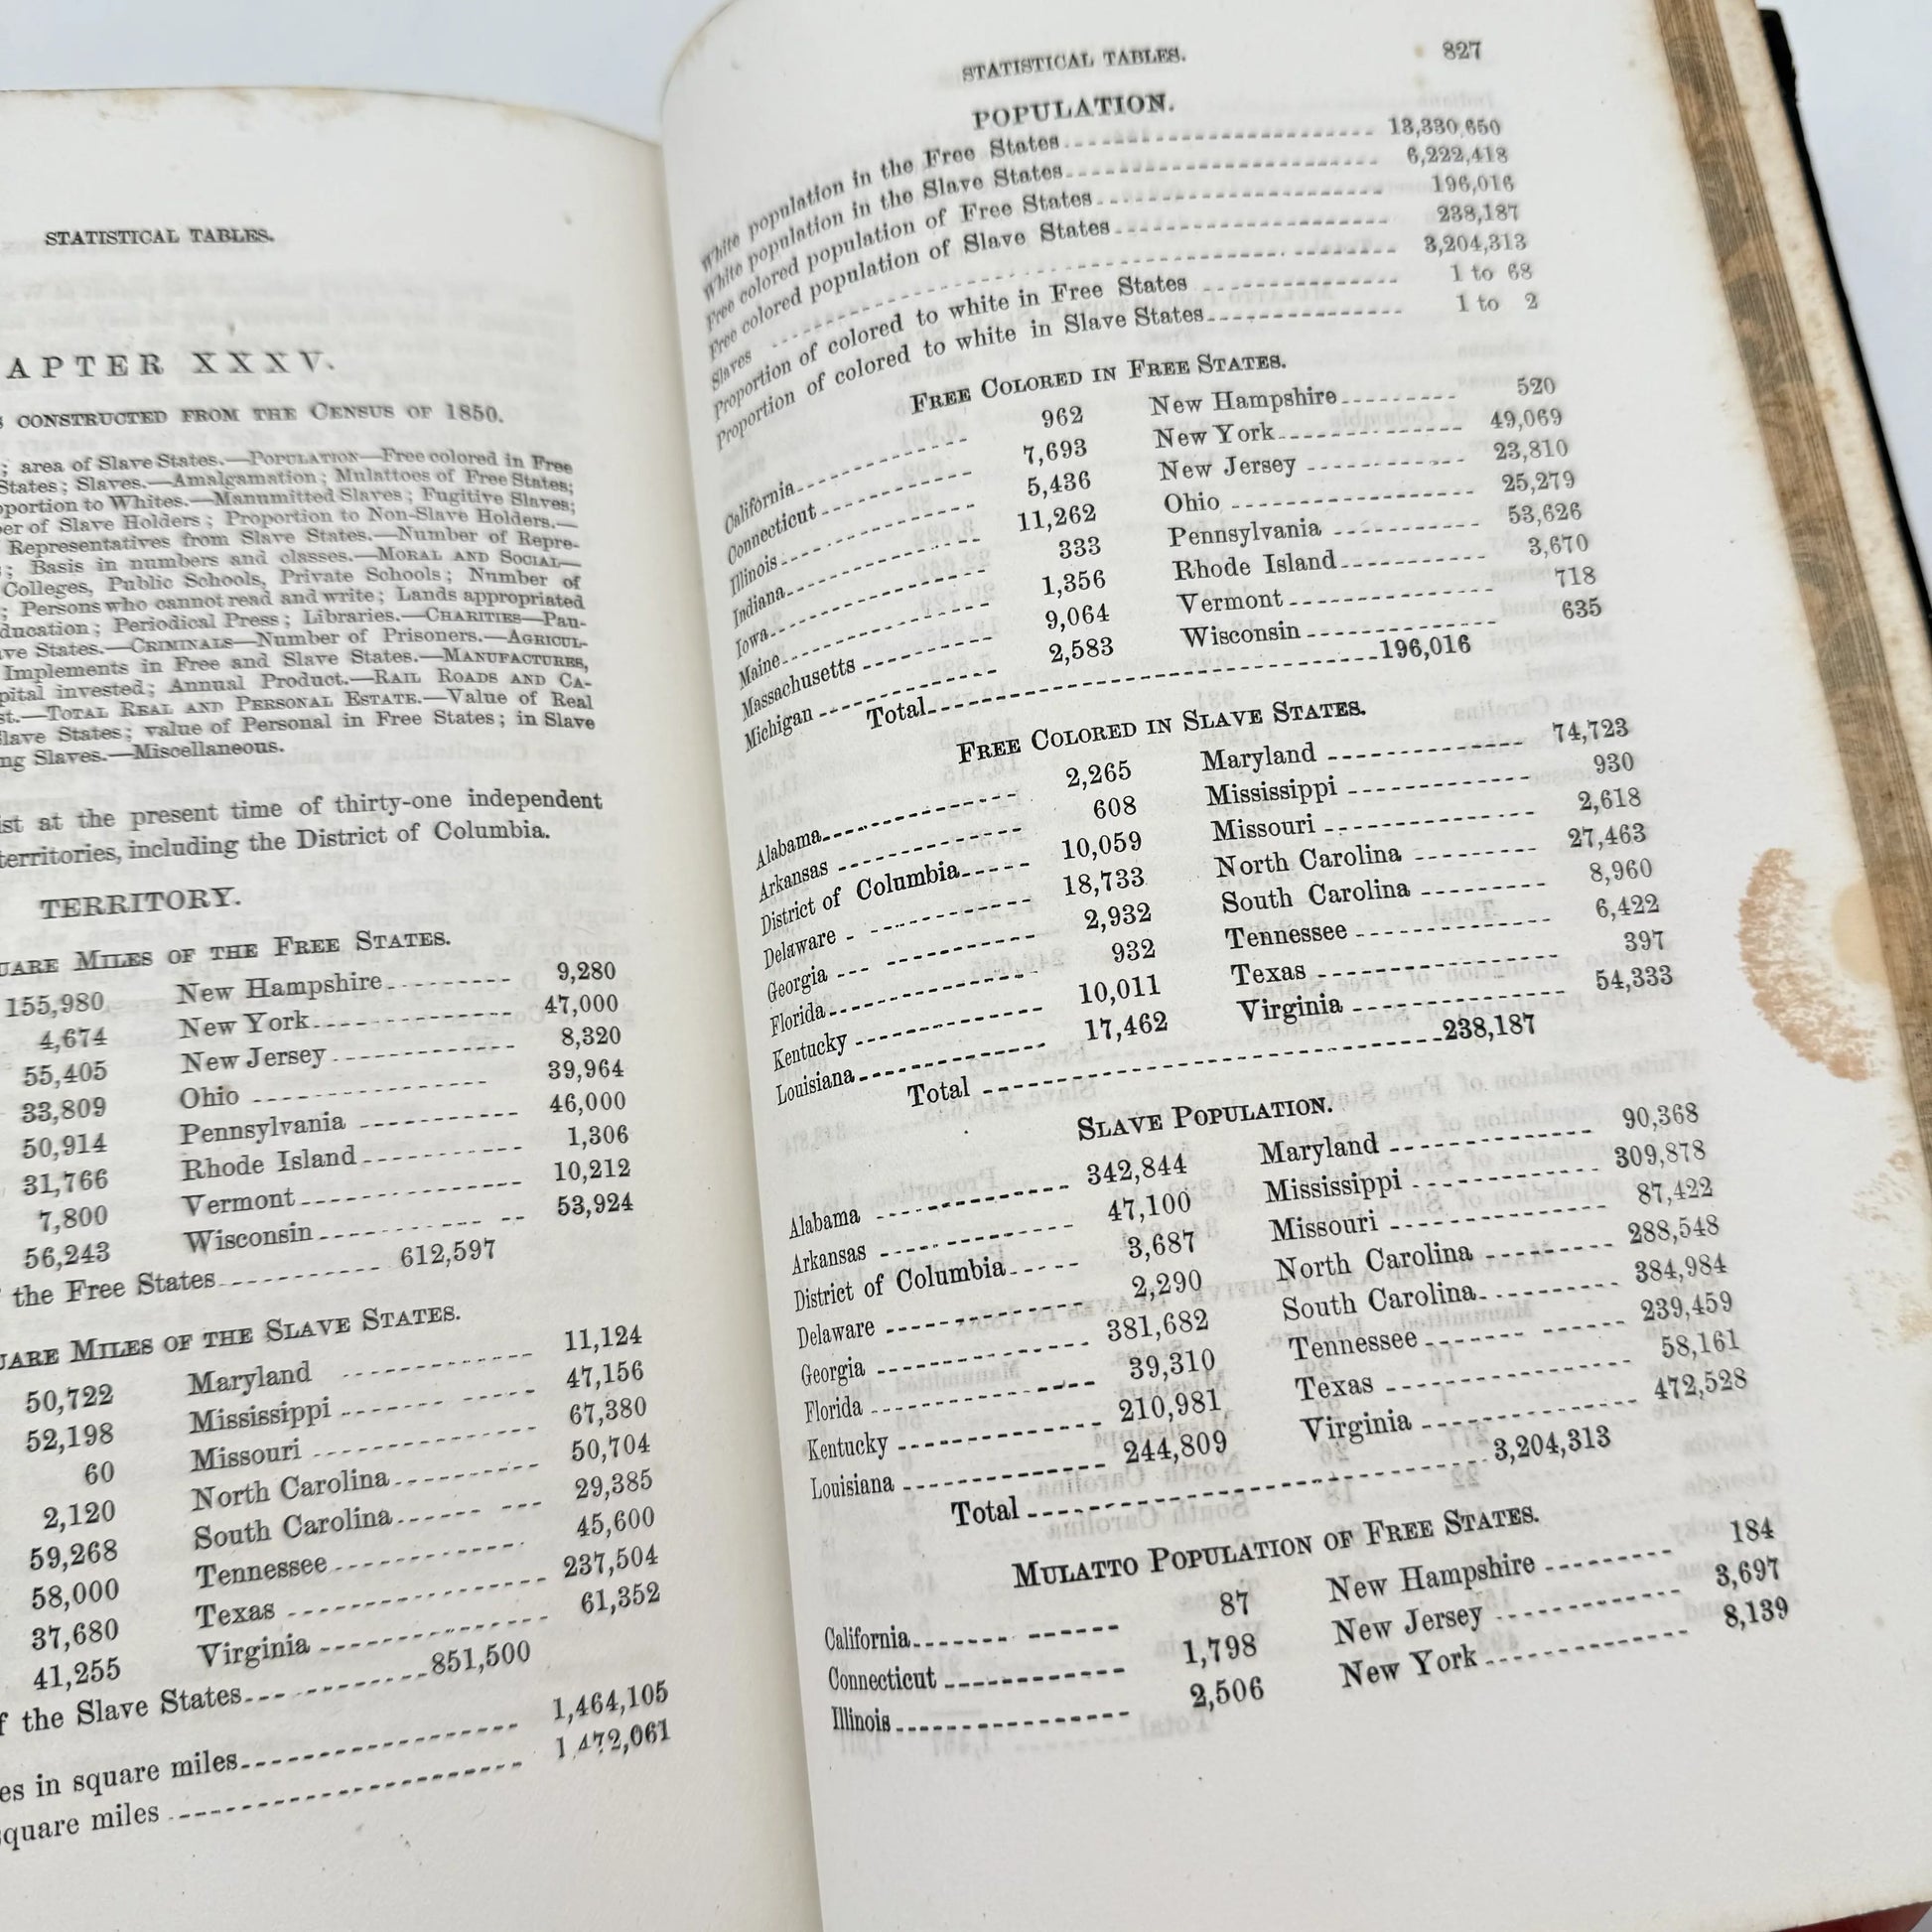 STATISTICAL TABLES.
APTER XXXV.
CONSTRUCTED FROM THE CENSUS OF 1850.
; area of Slave States.—POPULATION—Free colored in Free
States; Slaves.—Amalgamation; Mulattoes of Free States;
portion to Whites.—Manumitted Slaves; Fugitive Slaves;
er of Slave Holders; Proportion to Non-Slave Holders.—
Representatives from Slave States.—Number of Repre-
; Basis in numbers and classes.—MORAL AND SOCIAL—
Colleges, Public Schools, Private Schools; Number of
; Persons who cannot read and write; Lands appropriated
ducation; Periodical Press; Libraries.—CHARITIES—Pau-
ve States.—CRIMINALS—Number of Prisoners.—AGRICUL-
Implements in Free and Slave States.—MANUFACTURES,
pital invested; Annual Product.—RAIL ROADS AND CA-
st.—TOTAL REAL AND PERSONAL ESTATE.—Value of Real
lave States; value of Personal in Free States; in Slave
ng Slaves.—Miscellaneous.
ist at the present time of thirty-one independent
territories, including the District of Columbia.
TERRITORY.
UARE MILES OF THE FREE STATES.
155,980 New Hampshire 9,280
4,674 New York 47,000
55,405 New Jersey 8,320
33,809 Ohio 39,964
50,914 Pennsylvania 46,000
31,766 Rhode Island 1,306
7,800 Vermont 10,212
56,243 Wisconsin 53,924
the Free States 612,597
UARE MILES OF THE SLAVE STATES.
50,722 Maryland 11,124
52,198 Mississippi 47,156
60 Missouri 67,380
2,120 North Carolina 50,704
59,268 South Carolina 29,385
58,000 Tennessee 45,600
37,680 Texas 237,504
41,255 Virginia 61,352
f the Slave States 851,500
es in square miles 1,464,105
square miles 1,472,061
STATISTICAL TABLES. 827
POPULATION.
White population in the Free States 13,330,650
White population in the Slave States 6,222,418
Free colored population of Free States 196,016
Free colored population of Slave States 238,187
Slaves 3,204,313
Proportion of colored to white in Free States 1 to 68
Proportion of colored to white in Slave States 1 to 2
FREE COLORED IN FREE STATES.
California 962 New Hampshire 520
Connecticut 7,693 New York 49,069
Illinois 5,436 New Jersey 23,810
Indiana 11,262 Ohio 25,279
Iowa 333 Pennsylvania 53,626
Maine 1,356 Rhode Island 3,670
Massachusetts 9,064 Vermont 718
Michigan 2,583 Wisconsin 635
Total 196,016
FREE COLORED IN SLAVE STATES.
Alabama 2,265 Maryland 74,723
Arkansas 608 Mississippi 930
District of Columbia 10,059 Missouri 2,618
Delaware 18,733 North Carolina 27,463
Georgia 2,932 South Carolina 8,960
Florida 932 Tennessee 6,422
Kentucky 10,011 Texas 397
Louisiana 17,462 Virginia 54,333
Total 238,187
SLAVE POPULATION.
Alabama 342,844 Maryland 90,368
Arkansas 47,100 Mississippi 309,878
District of Columbia 3,687 Missouri 87,422
Delaware 2,290 North Carolina 288,548
Georgia 381,682 South Carolina 384,984
Florida 39,310 Tennessee 239,459
Kentucky 210,981 Texas 58,161
Louisiana 244,809 Virginia 472,528
Total 3,204,313
MULATTO POPULATION OF FREE STATES.
California 87 New Hampshire 184
Connecticut 1,798 New Jersey 3,697
Illinois 2,506 New York 8,139